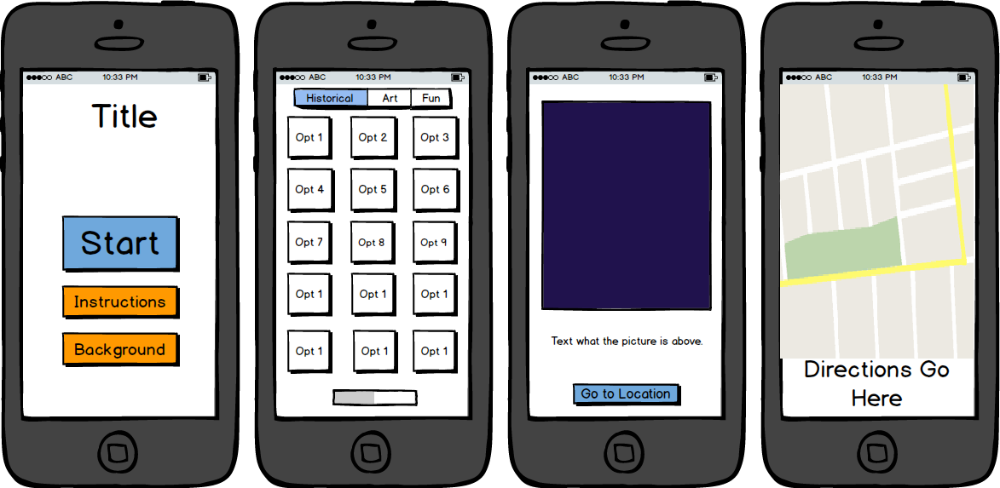 ABC 10:33 PM
Title
Start
Instructions
Background
ABC 10:33 PM
Historical Art Fun
Opt 1 Opt 2 Opt 3
Opt 4 Opt 5 Opt 6
Opt 7 Opt 8 Opt 9
Opt 1 Opt 1 Opt 1
Opt 1 Opt 1 Opt 1
ABC 10:33 PM
Text what the picture is above.
Go to Location
ABC 10:33 PM
Directions Go
Here